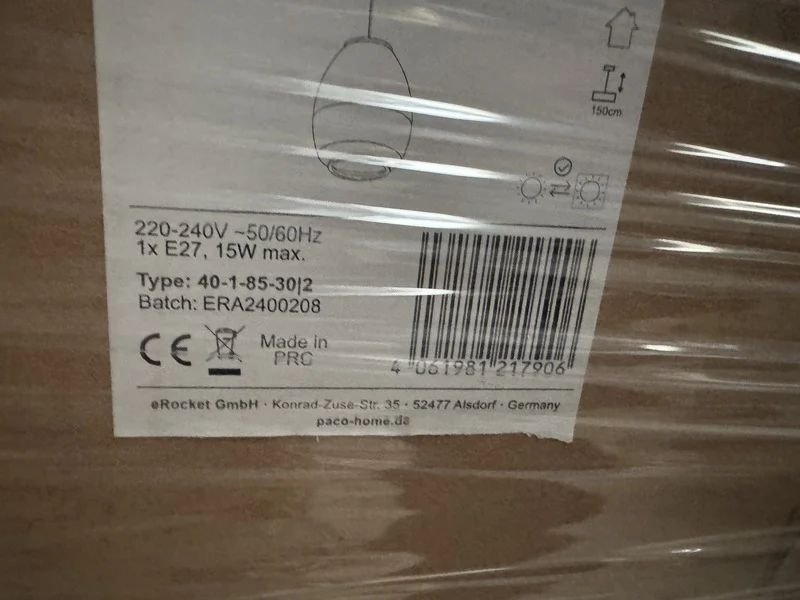 150cm
220-240V ~50/60Hz
1x E27, 15W max.
Type: 40-1-85-30|2
Batch: ERA2400208
CE
Made in
PRC
4 061981 217906
eRocket GmbH · Konrad-Zuse-Str. 35 · 52477 Alsdorf · Germany
paco-home.de